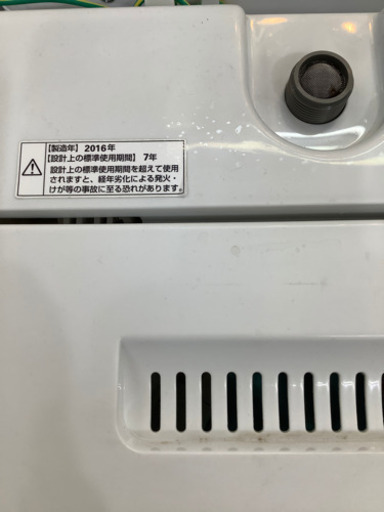 【製造年】2016年
【設計上の標準使用期間】7年
設計上の標準使用期間を超えて使用
されますと、経年劣化による発火・
けが等の事故に至る恐れがあります。